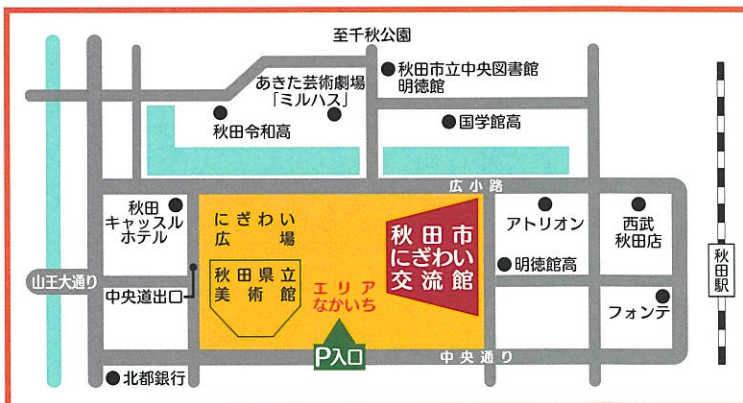 至千秋公園
秋田市立中央図書館
明徳館
あきた芸術劇場
「ミルハス」
秋田令和高
国学館高
広小路
秋田
キャッスル
ホテル
にぎわい
広場
秋田市
にぎわい
交流館
アトリオン
西武
秋田店
秋田県立
美術館
エリア
なかいち
明徳館高
秋田駅
山王大通り
中央道出口
フォンテ
P入口
中央通り
北都銀行